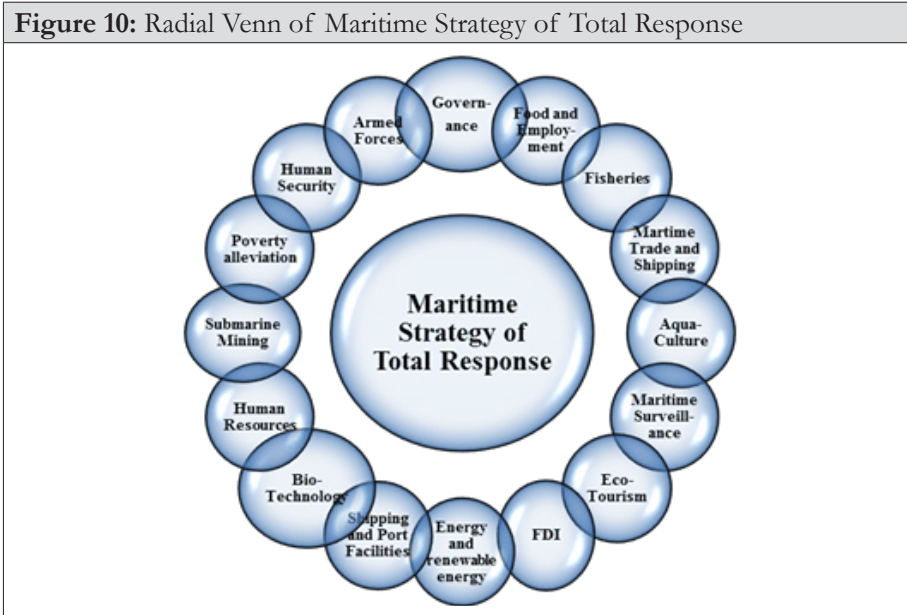 Figure 10: Radial Venn of Maritime Strategy of Total Response
Govern-
ance
Food and
Employ-
ment
Fisheries
Martime
Trade and
Shipping
Aqua-
Culture
Maritime
Surveill-
ance
Eco-
Tourism
FDI
Energy
and
renewable
energy
Shipping
and Port
Facilities
Bio-
Technology
Human
Resources
Submarine
Mining
Poverty
alleviation
Human
Security
Armed
Forces
Maritime
Strategy of
Total Response